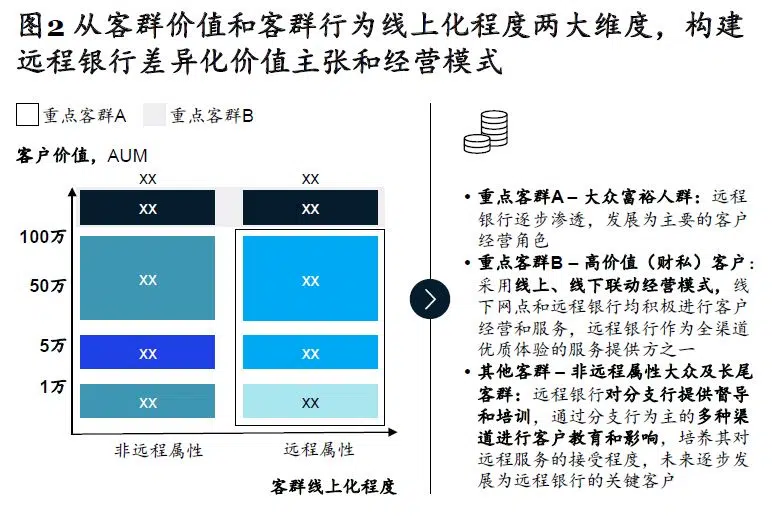 图2 从客群价值和客群行为线上化程度两大维度，构建
远程银行差异化价值主张和经营模式
重点客群A 重点客群B
客户价值，AUM
XX XX
XX XX
100万
XX XX
50万
5万
XX XX
1万
XX XX
非远程属性 远程属性
客群线上化程度
• 重点客群A – 大众富裕人群：远程
银行逐步渗透，发展为主要的客户
经营角色
• 重点客群B – 高价值（财私）客户：
采用线上、线下联动经营模式，线
下网点和远程银行均积极进行客户
经营和服务，远程银行作为全渠道
优质体验的服务提供方之一
• 其他客群 – 非远程属性大众及长尾
客群：远程银行对分支行提供督导
和培训，通过分支行为主的多种渠
道进行客户教育和影响，培养其对
远程服务的接受程度，未来逐步发
展为远程银行的关键客户